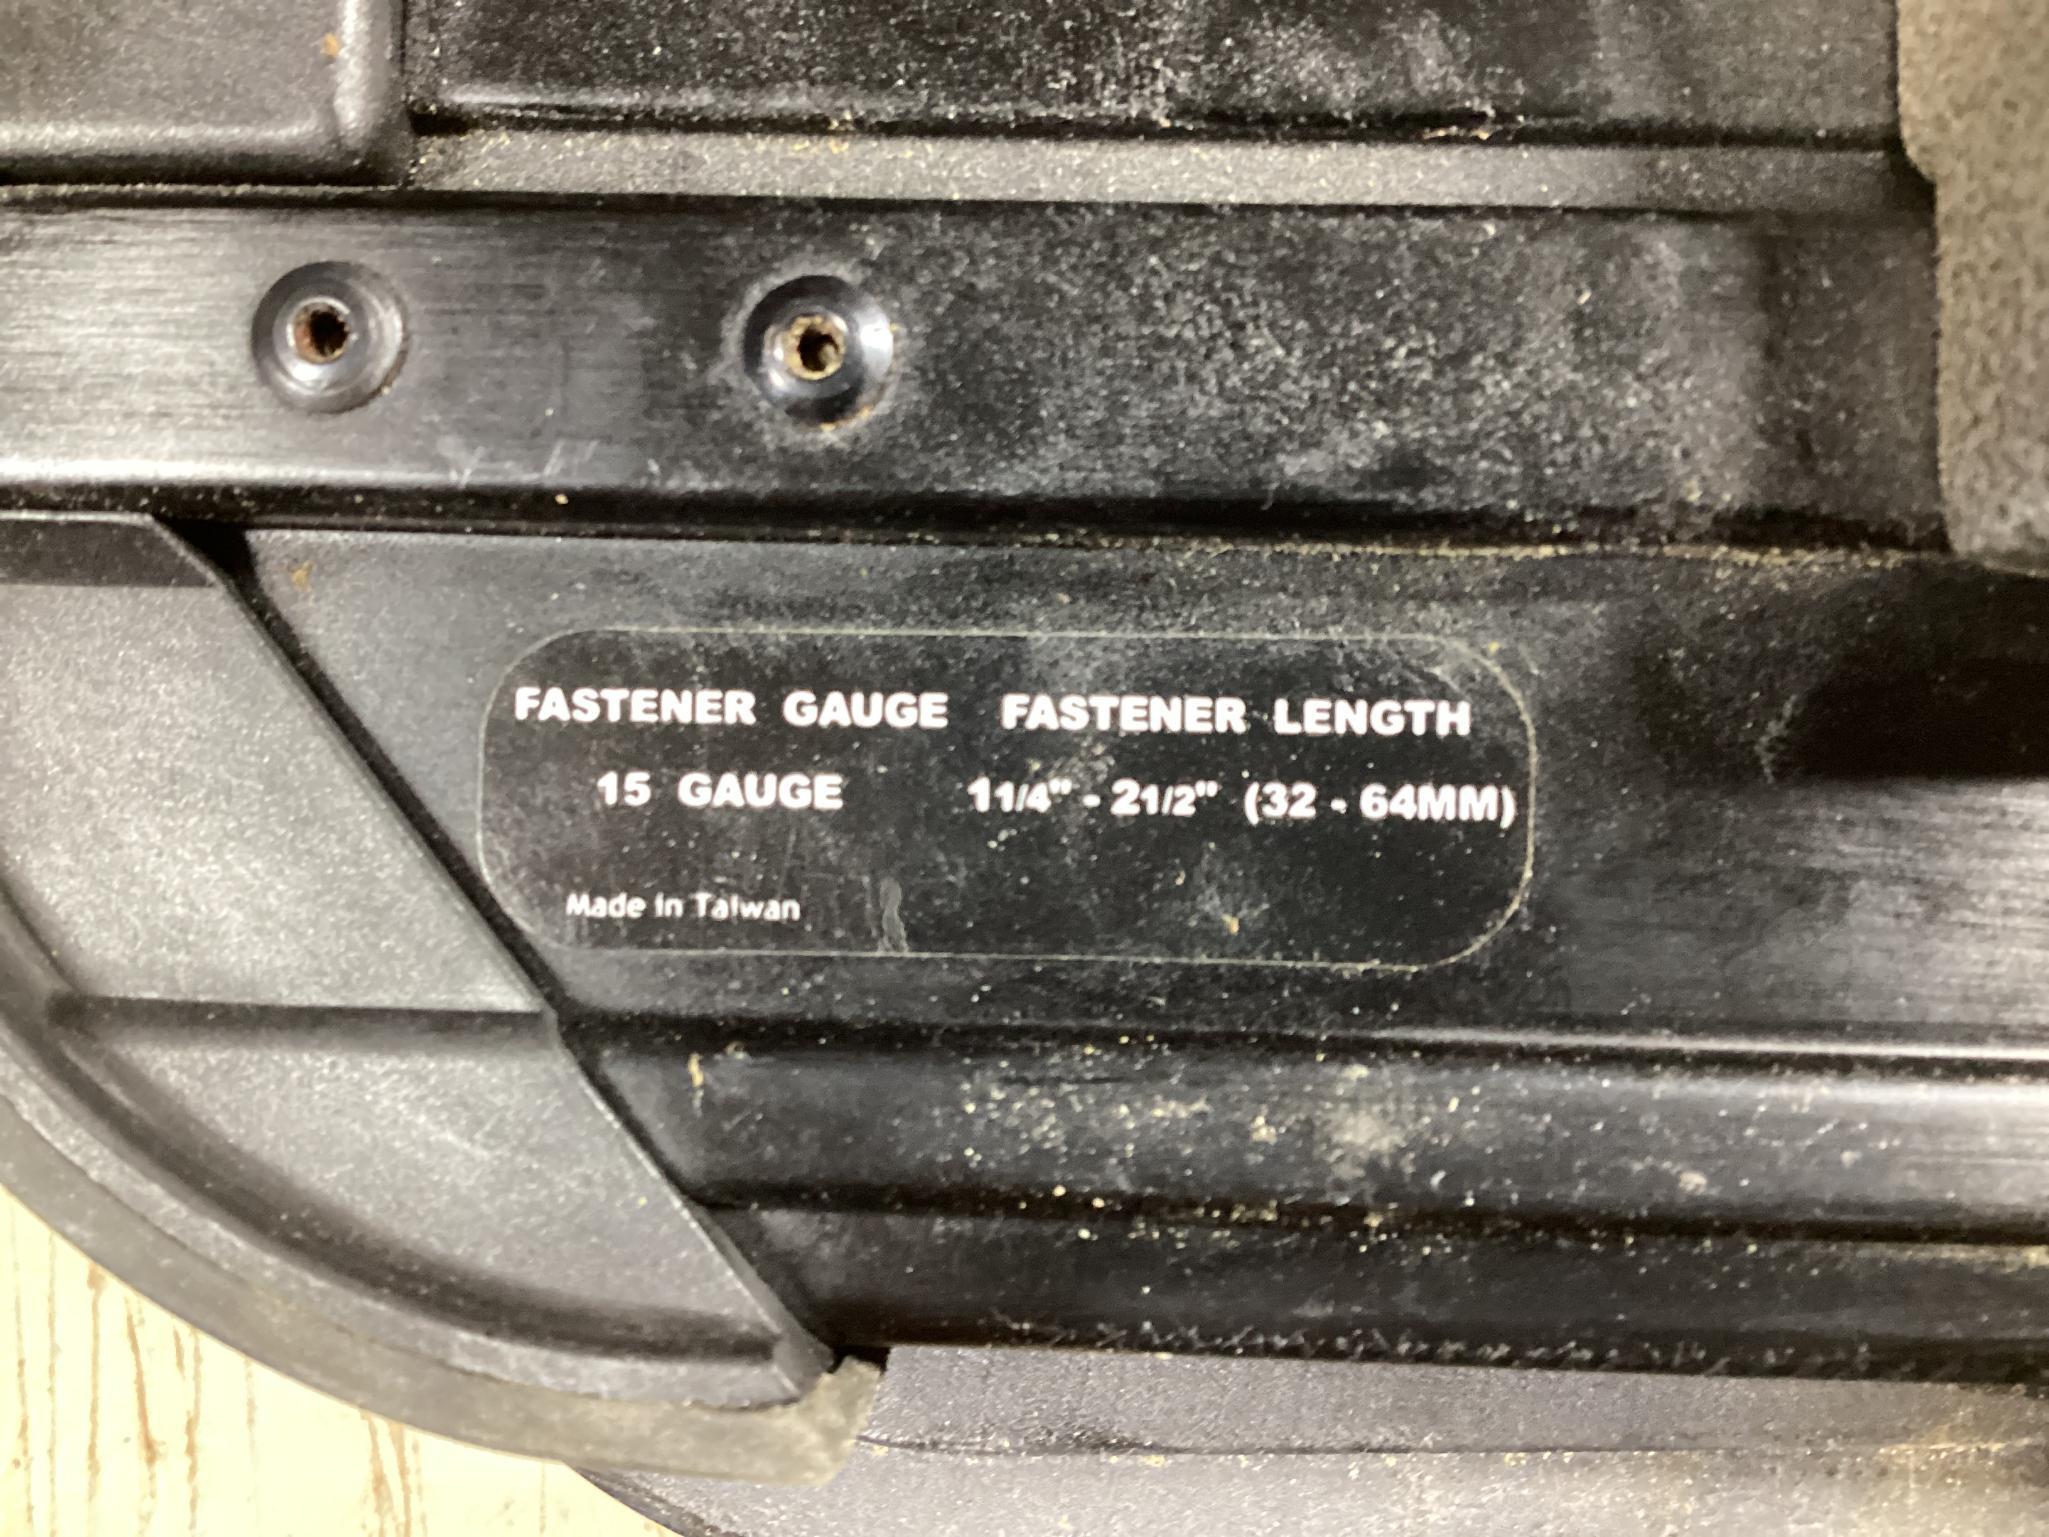 FASTENER GAUGE FASTENER LENGTH
15 GAUGE 11/4" - 21/2" (32 - 64MM)
Made in Taiwan